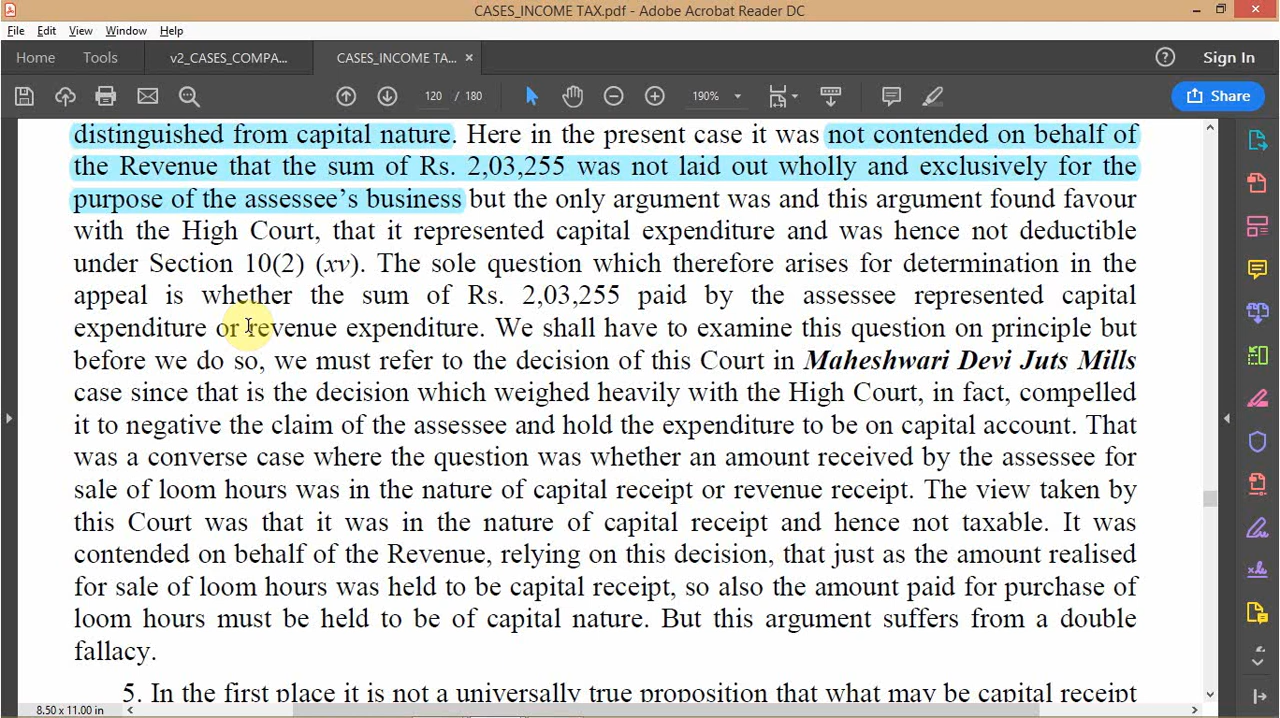 CASES_INCOME TAX.pdf - Adobe Acrobat Reader DC
File Edit View Window Help
Home Tools v2_CASES_COMPA... CASES_INCOME TA... × Sign In
120 / 180 190% Share
distinguished from capital nature. Here in the present case it was not contended on behalf of
the Revenue that the sum of Rs. 2,03,255 was not laid out wholly and exclusively for the
purpose of the assessee's business but the only argument was and this argument found favour
with the High Court, that it represented capital expenditure and was hence not deductible
under Section 10(2) (xv). The sole question which therefore arises for determination in the
appeal is whether the sum of Rs. 2,03,255 paid by the assessee represented capital
expenditure or revenue expenditure. We shall have to examine this question on principle but
before we do so, we must refer to the decision of this Court in Maheshwari Devi Juts Mills
case since that is the decision which weighed heavily with the High Court, in fact, compelled
it to negative the claim of the assessee and hold the expenditure to be on capital account. That
was a converse case where the question was whether an amount received by the assessee for
sale of loom hours was in the nature of capital receipt or revenue receipt. The view taken by
this Court was that it was in the nature of capital receipt and hence not taxable. It was
contended on behalf of the Revenue, relying on this decision, that just as the amount realised
for sale of loom hours was held to be capital receipt, so also the amount paid for purchase of
loom hours must be held to be of capital nature. But this argument suffers from a double
fallacy.
5. In the first place it is not a universally true proposition that what may be capital receipt
8.50 x 11.00 in